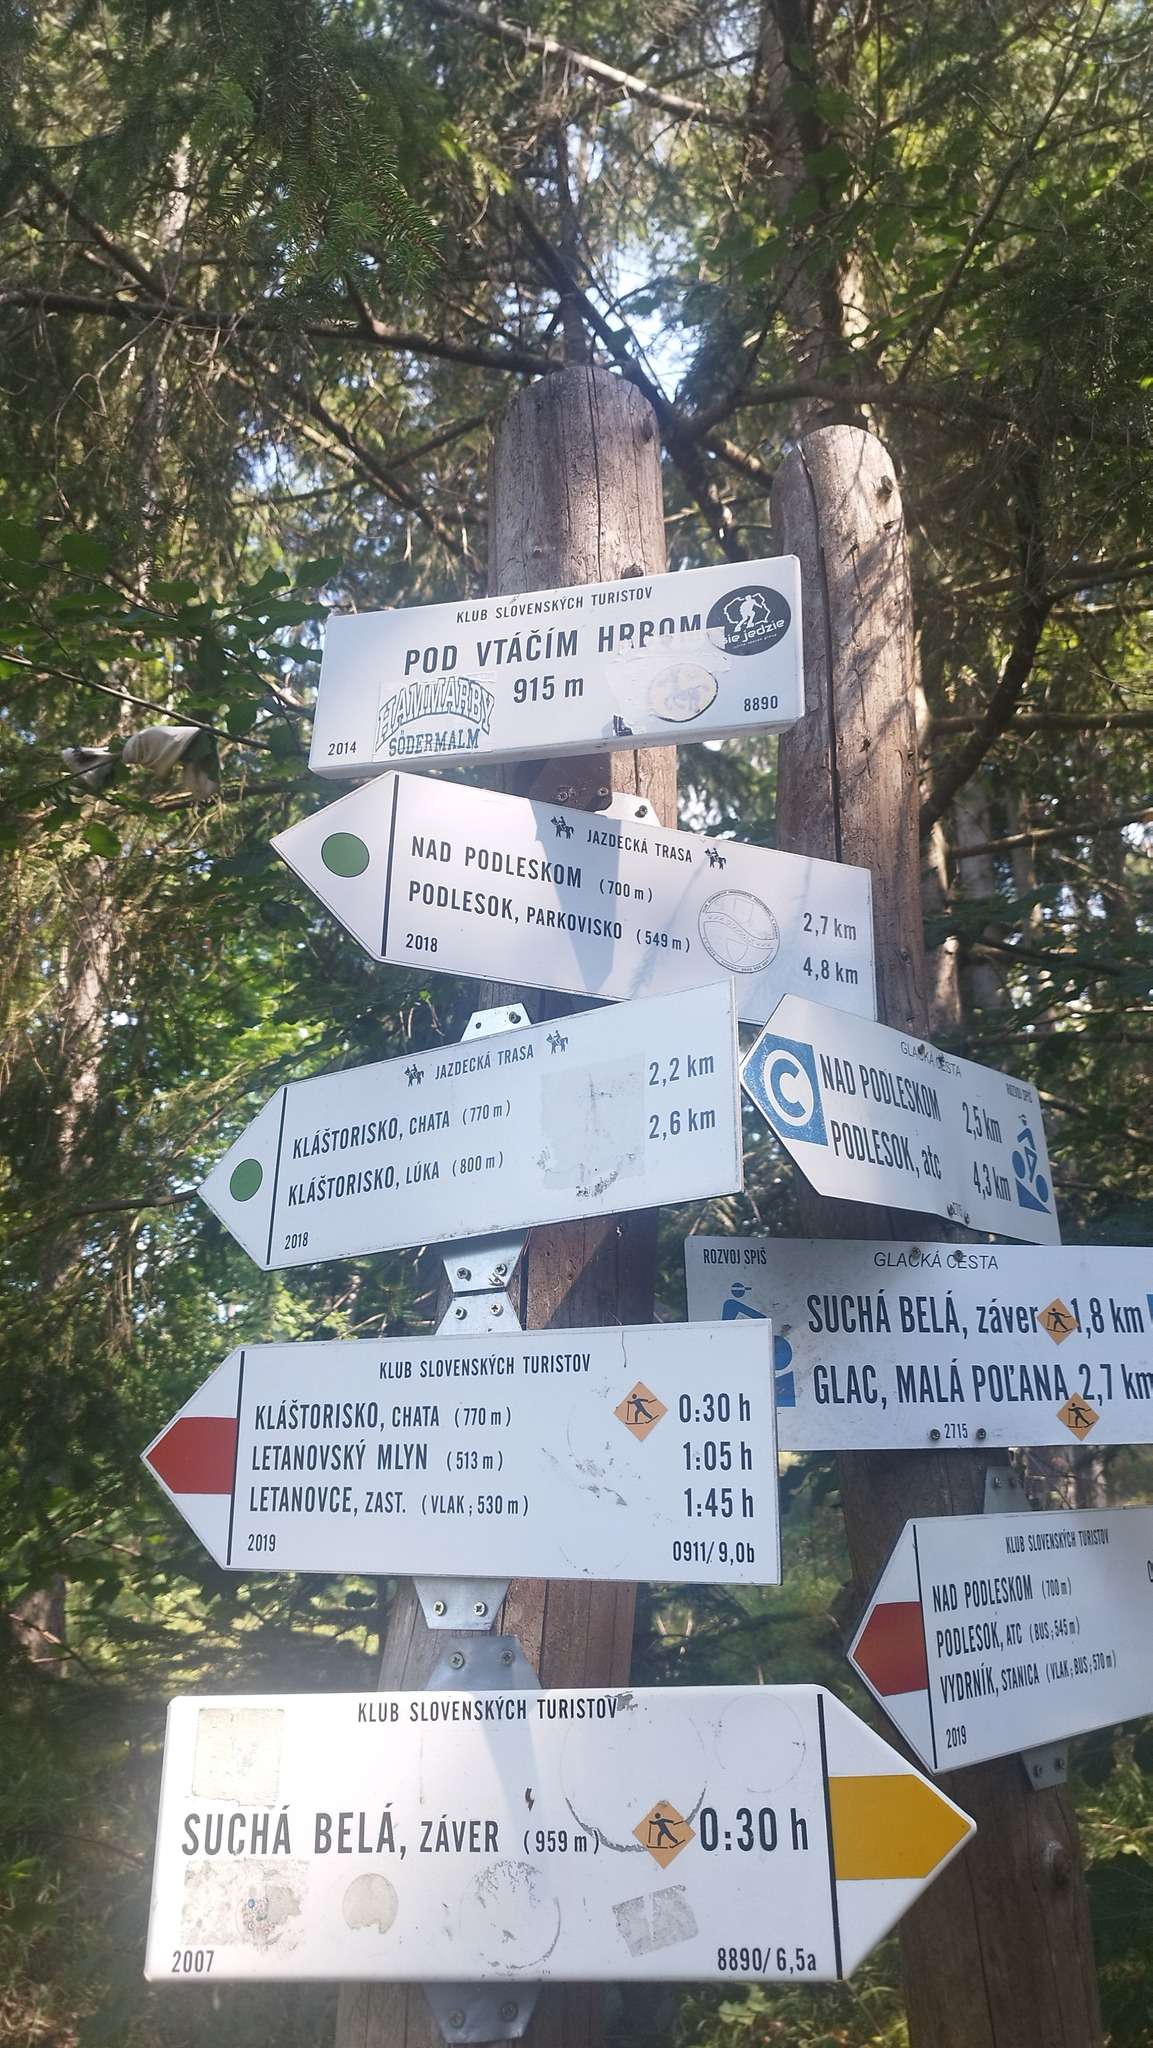 KLUB SLOVENSKÝCH TURISTOV
POD VTÁČÍM HRBOM
915 m
sie jedzie
HAMMARBY
SÖDERMALM
2014
8890
JAZDECKÁ TRASA
NAD PODLESKOM (700 m) 2,7 km
PODLESOK, PARKOVISKO (549 m) 4,8 km
2018
JAZDECKÁ TRASA
KLÁŠTORISKO, CHATA (770 m) 2,2 km
KLÁŠTORISKO, LÚKA (800 m) 2,6 km
2018
GLACKÁ CESTA
ROZVOJ SPIŠ
C
NAD PODLESKOM 2,5 km
PODLESOK, atc 4,3 km
ROZVOJ SPIŠ
GLACKÁ CESTA
SUCHÁ BELÁ, záver 1,8 km
GLAC, MALÁ POĽANA 2,7 km
2715
KLUB SLOVENSKÝCH TURISTOV
KLÁŠTORISKO, CHATA (770 m) 0:30 h
LETANOVSKÝ MLYN (513 m) 1:05 h
LETANOVCE, ZAST. (VLAK; 530 m) 1:45 h
2019
0911/9,0b
KLUB SLOVENSKÝCH TURISTOV
NAD PODLESKOM (700 m)
PODLESOK, ATC (BUS; 545 m)
VYDRNÍK, STANICA (VLAK; BUS; 570 m)
2019
KLUB SLOVENSKÝCH TURISTOV
SUCHÁ BELÁ, ZÁVER (959 m) 0:30 h
2007
8890/6,5a